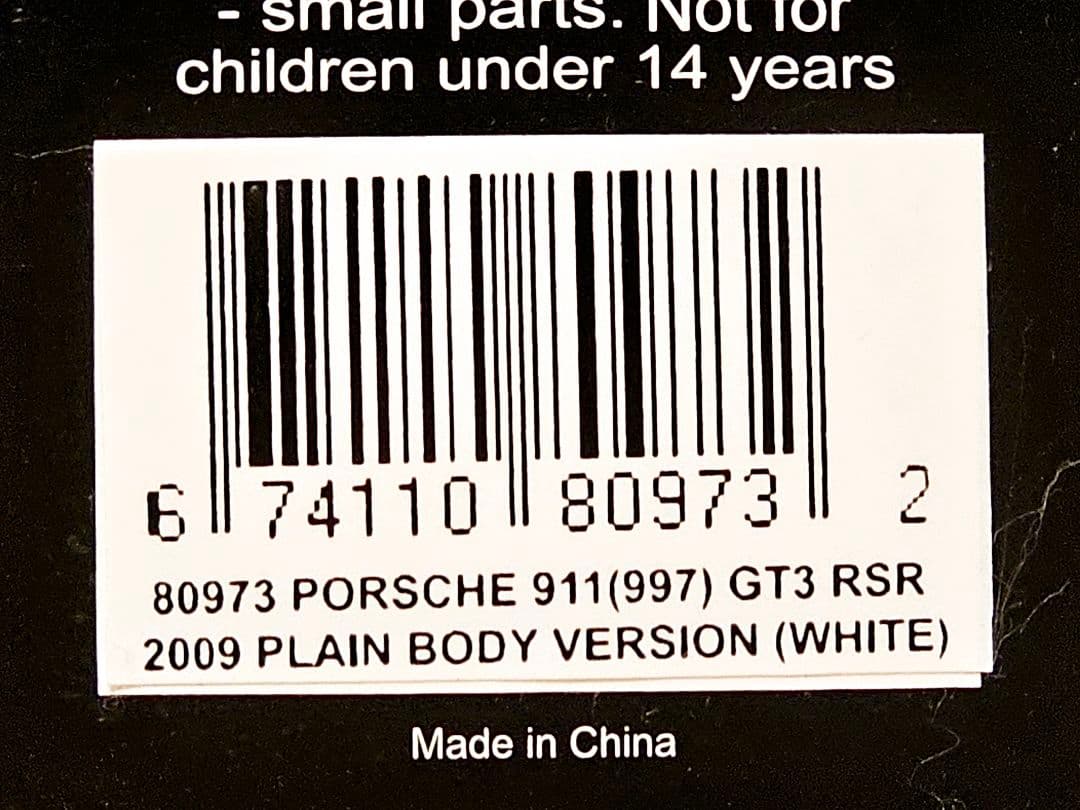 - small parts. Not for
children under 14 years
6 74110 80973 2
80973 PORSCHE 911(997) GT3 RSR
2009 PLAIN BODY VERSION (WHITE)
Made in China